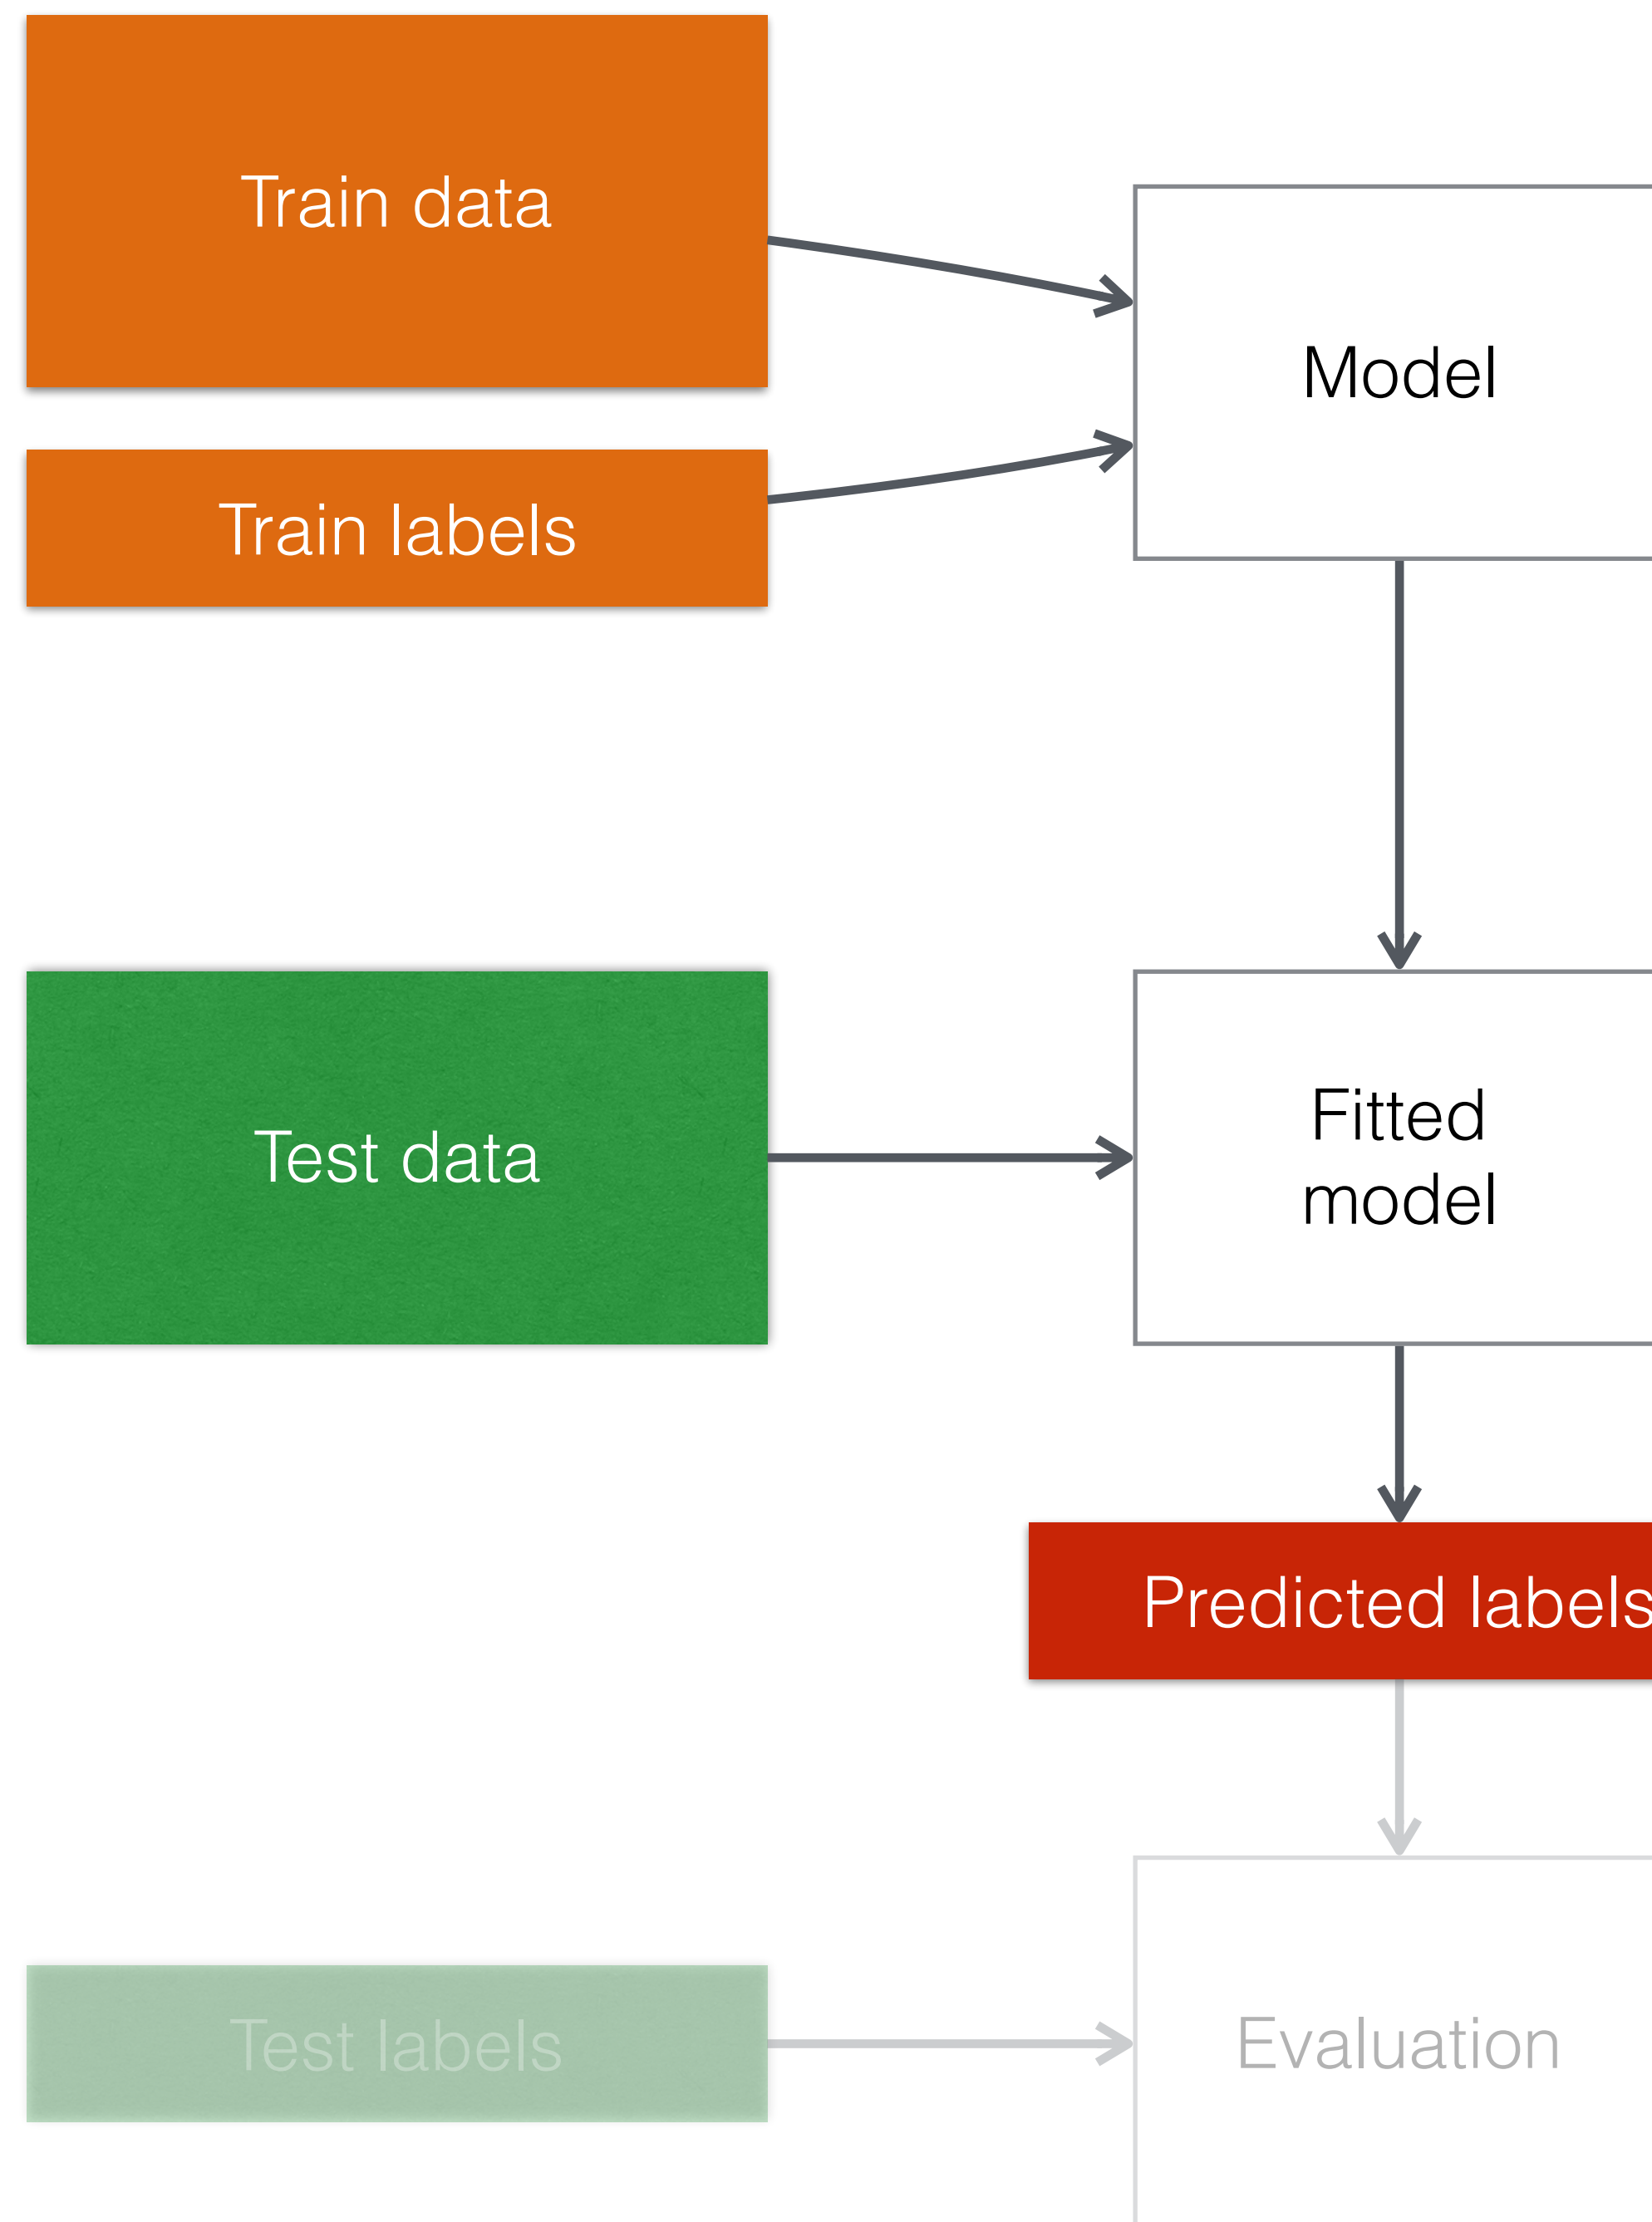 Train data
Model
Train labels
Test data
Fitted
model
Predicted labels
Test labels
Evaluation